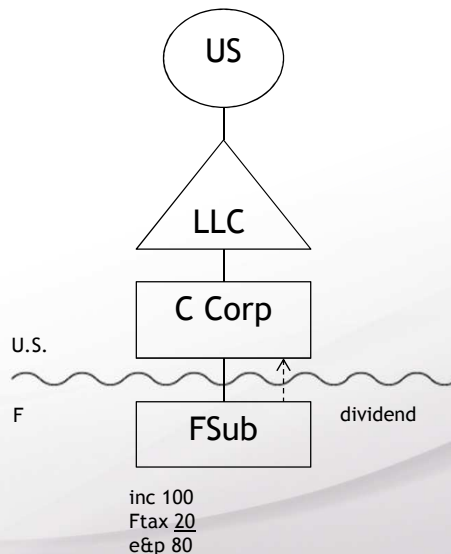 US
LLC
C Corp
U.S.
F
FSub
dividend
inc 100
Ftax 20
e&p 80